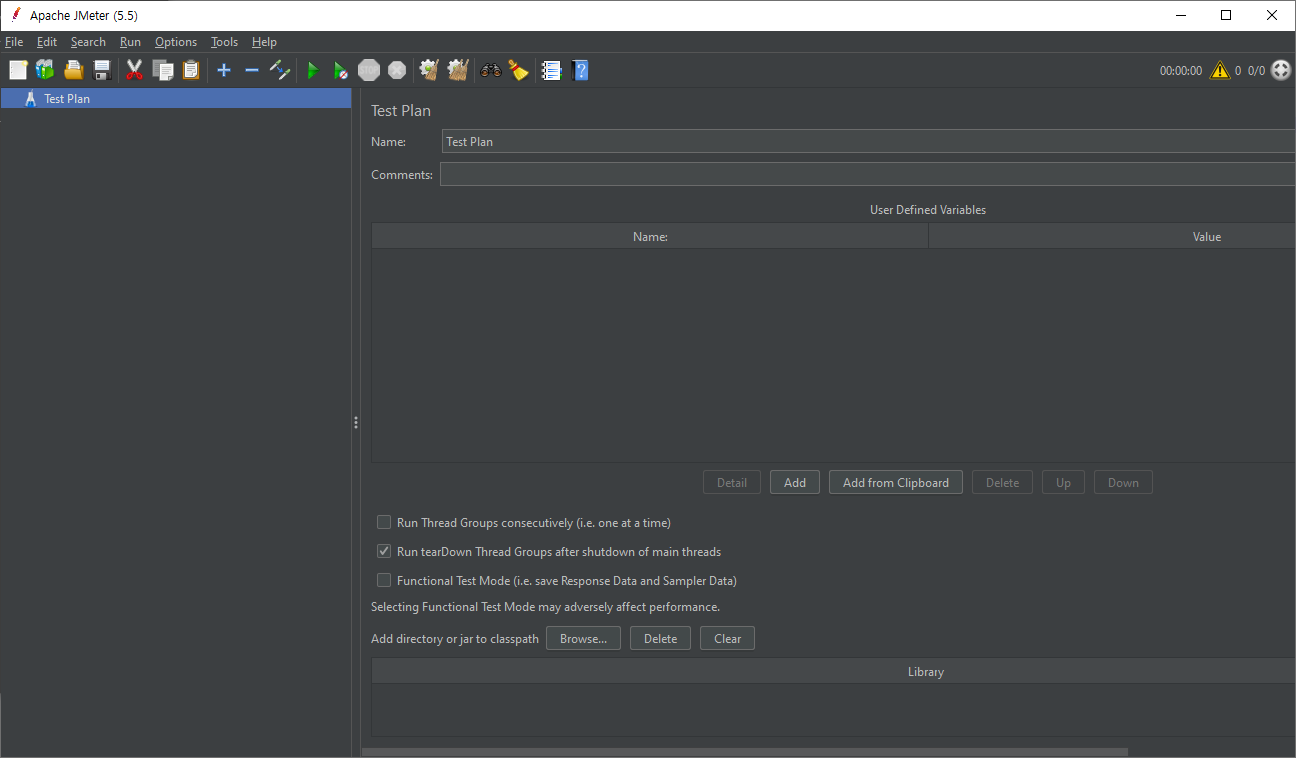 Apache JMeter (5.5)
File Edit Search Run Options Tools Help
00:00:00 0 0/0
Test Plan
Test Plan
Name: Test Plan
Comments:
User Defined Variables
Name: Value
Detail Add Add from Clipboard Delete Up Down
Run Thread Groups consecutively (i.e. one at a time)
Run tearDown Thread Groups after shutdown of main threads
Functional Test Mode (i.e. save Response Data and Sampler Data)
Selecting Functional Test Mode may adversely affect performance.
Add directory or jar to classpath Browse... Delete Clear
Library